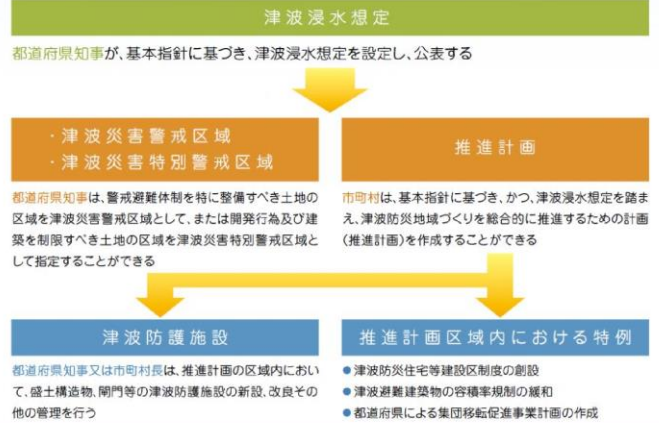 津波浸水想定
都道府県知事が、基本指針に基づき、津波浸水想定を設定し、公表する
・津波災害警戒区域
・津波災害特別警戒区域
都道府県知事は、警戒避難体制を特に整備すべき土地の
区域を津波災害警戒区域として、または開発行為及び建
築を制限すべき土地の区域を津波災害特別警戒区域と
して指定することができる
推進計画
市町村は、基本指針に基づき、かつ、津波浸水想定を踏ま
え、津波防災地域づくりを総合的に推進するための計画
(推進計画)を作成することができる
津波防護施設
都道府県知事又は市町村長は、推進計画の区域内におい
て、盛土構造物、閘門等の津波防護施設の新設、改良その
他の管理を行う
推進計画区域内における特例
●津波防災住宅等建設区制度の創設
●津波避難建築物の容積率規制の緩和
●都道府県による集団移転促進事業計画の作成